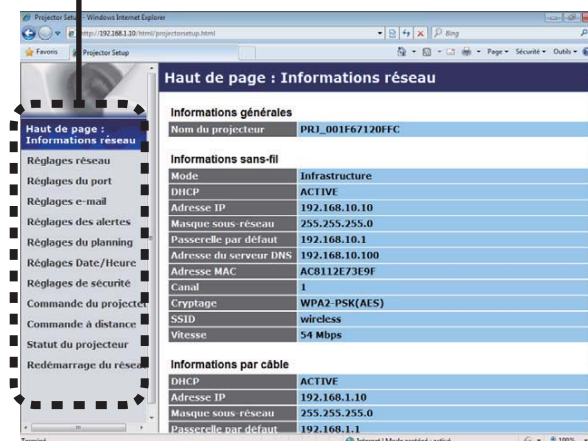 Projector Setup - Windows Internet Explorer
http://192.168.1.10/html/projectorsetup.html
Bing
Favoris
Projector Setup
Page
Sécurité
Outils
Haut de page : Informations réseau
Haut de page :
Informations réseau
Réglages réseau
Réglages du port
Réglages e-mail
Réglages des alertes
Réglages du planning
Réglages Date/Heure
Réglages de sécurité
Commande du projectet
Commande à distance
Statut du projecteur
Redémarrage du résea
Informations générales
Nom du projecteur PRJ_001F67120FFC
Informations sans-fil
Mode Infrastructure
DHCP ACTIVE
Adresse IP 192.168.10.10
Masque sous-réseau 255.255.255.0
Passerelle par défaut 192.168.10.1
Adresse du serveur DNS 192.168.10.100
Adresse MAC AC8112E73E9F
Canal 1
Cryptage WPA2-PSK(AES)
SSID wireless
Vitesse 54 Mbps
Informations par câble
DHCP ACTIVE
Adresse IP 192.168.1.10
Masque sous-réseau 255.255.255.0
Passerelle par défaut 192.168.1.1
Terminé
Internet | Mode protégé : activé
100%